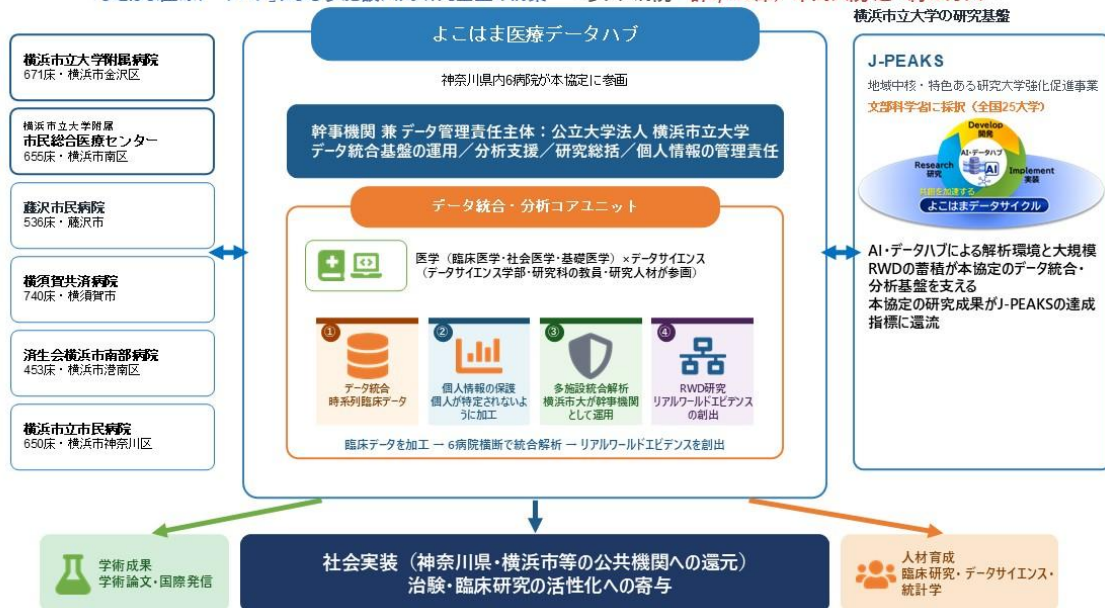 よこはま医療データハブ
神奈川県内6病院が本協定に参画
横浜市立大学附属病院
671床・横浜市金沢区
横浜市立大学附属
市民総合医療センター
655床・横浜市南区
藤沢市民病院
536床・藤沢市
横須賀共済病院
740床・横須賀市
済生会横浜市南部病院
453床・横浜市港南区
横浜市立市民病院
650床・横浜市神奈川区
幹事機関 兼 データ管理責任主体：公立大学法人 横浜市立大学
データ統合基盤の運用／分析支援／研究総括／個人情報の管理責任
データ統合・分析コアユニット
医学（臨床医学・社会医学・基礎医学）×データサイエンス
（データサイエンス学部・研究科の教員・研究人材が参画）
①
データ統合
時系列臨床データ
②
個人情報の保護
個人が特定されないよ
うに加工
③
多施設統合解析
横浜市大が幹事機関
として運用
④
RWD研究
リアルワールドエビデンス
の創出
臨床データを加工 → 6病院横断で統合解析 → リアルワールドエビデンスを創出
横浜市立大学の研究基盤
J-PEAKS
地域中核・特色ある研究大学強化促進事業
文部科学省に採択（全国25大学）
Develop
開発
AI・データハブ
AI
Research
研究
Implement
実装
よこはまデータサイクル
AI・データハブによる解析環境と大規模
RWDの蓄積が本協定のデータ統合・
分析基盤を支える
本協定の研究成果がJ-PEAKSの達成
指標に還流
学術成果
学術論文・国際発信
社会実装（神奈川県・横浜市等の公共機関への還元）
治験・臨床研究の活性化への寄与
人材育成
臨床研究・データサイエンス・
統計学